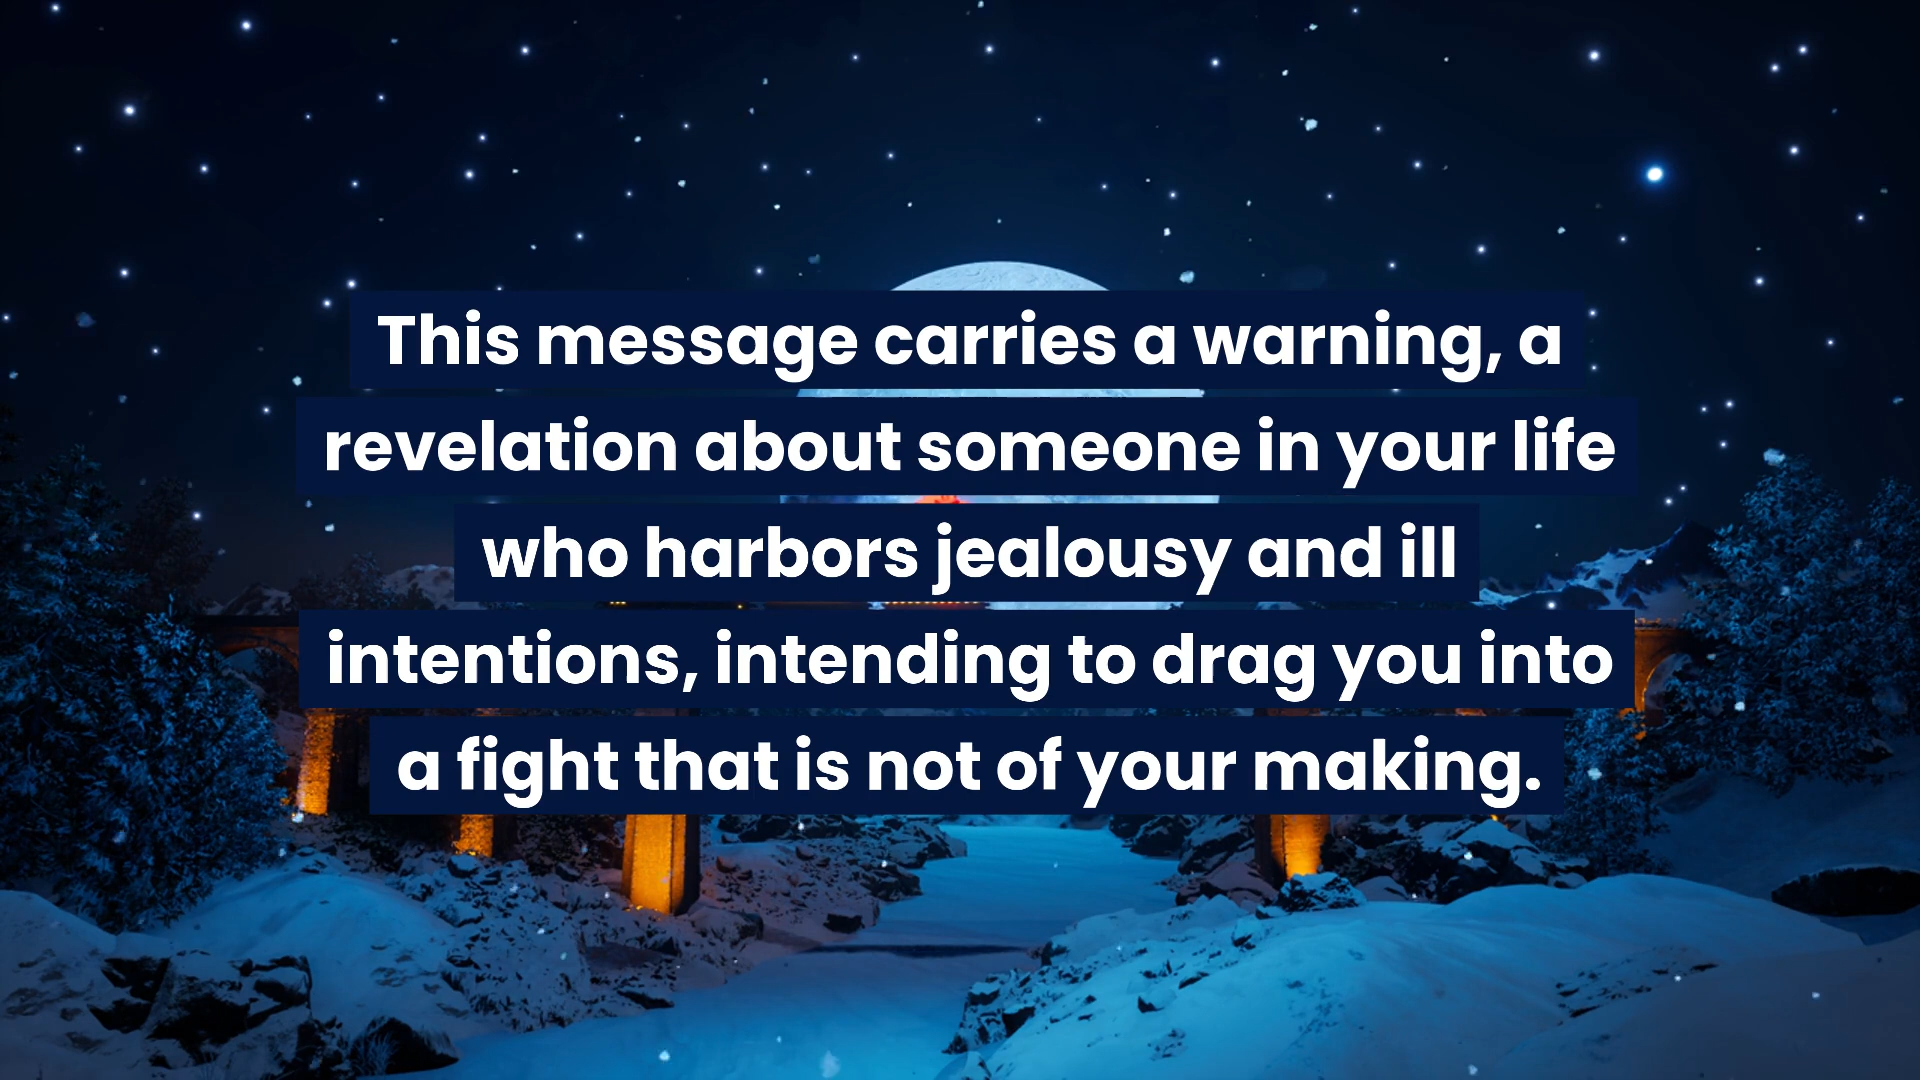 This message carries a warning, a
revelation about someone in your life
who harbors jealousy and ill
intentions, intending to drag you into
a fight that is not of your making.